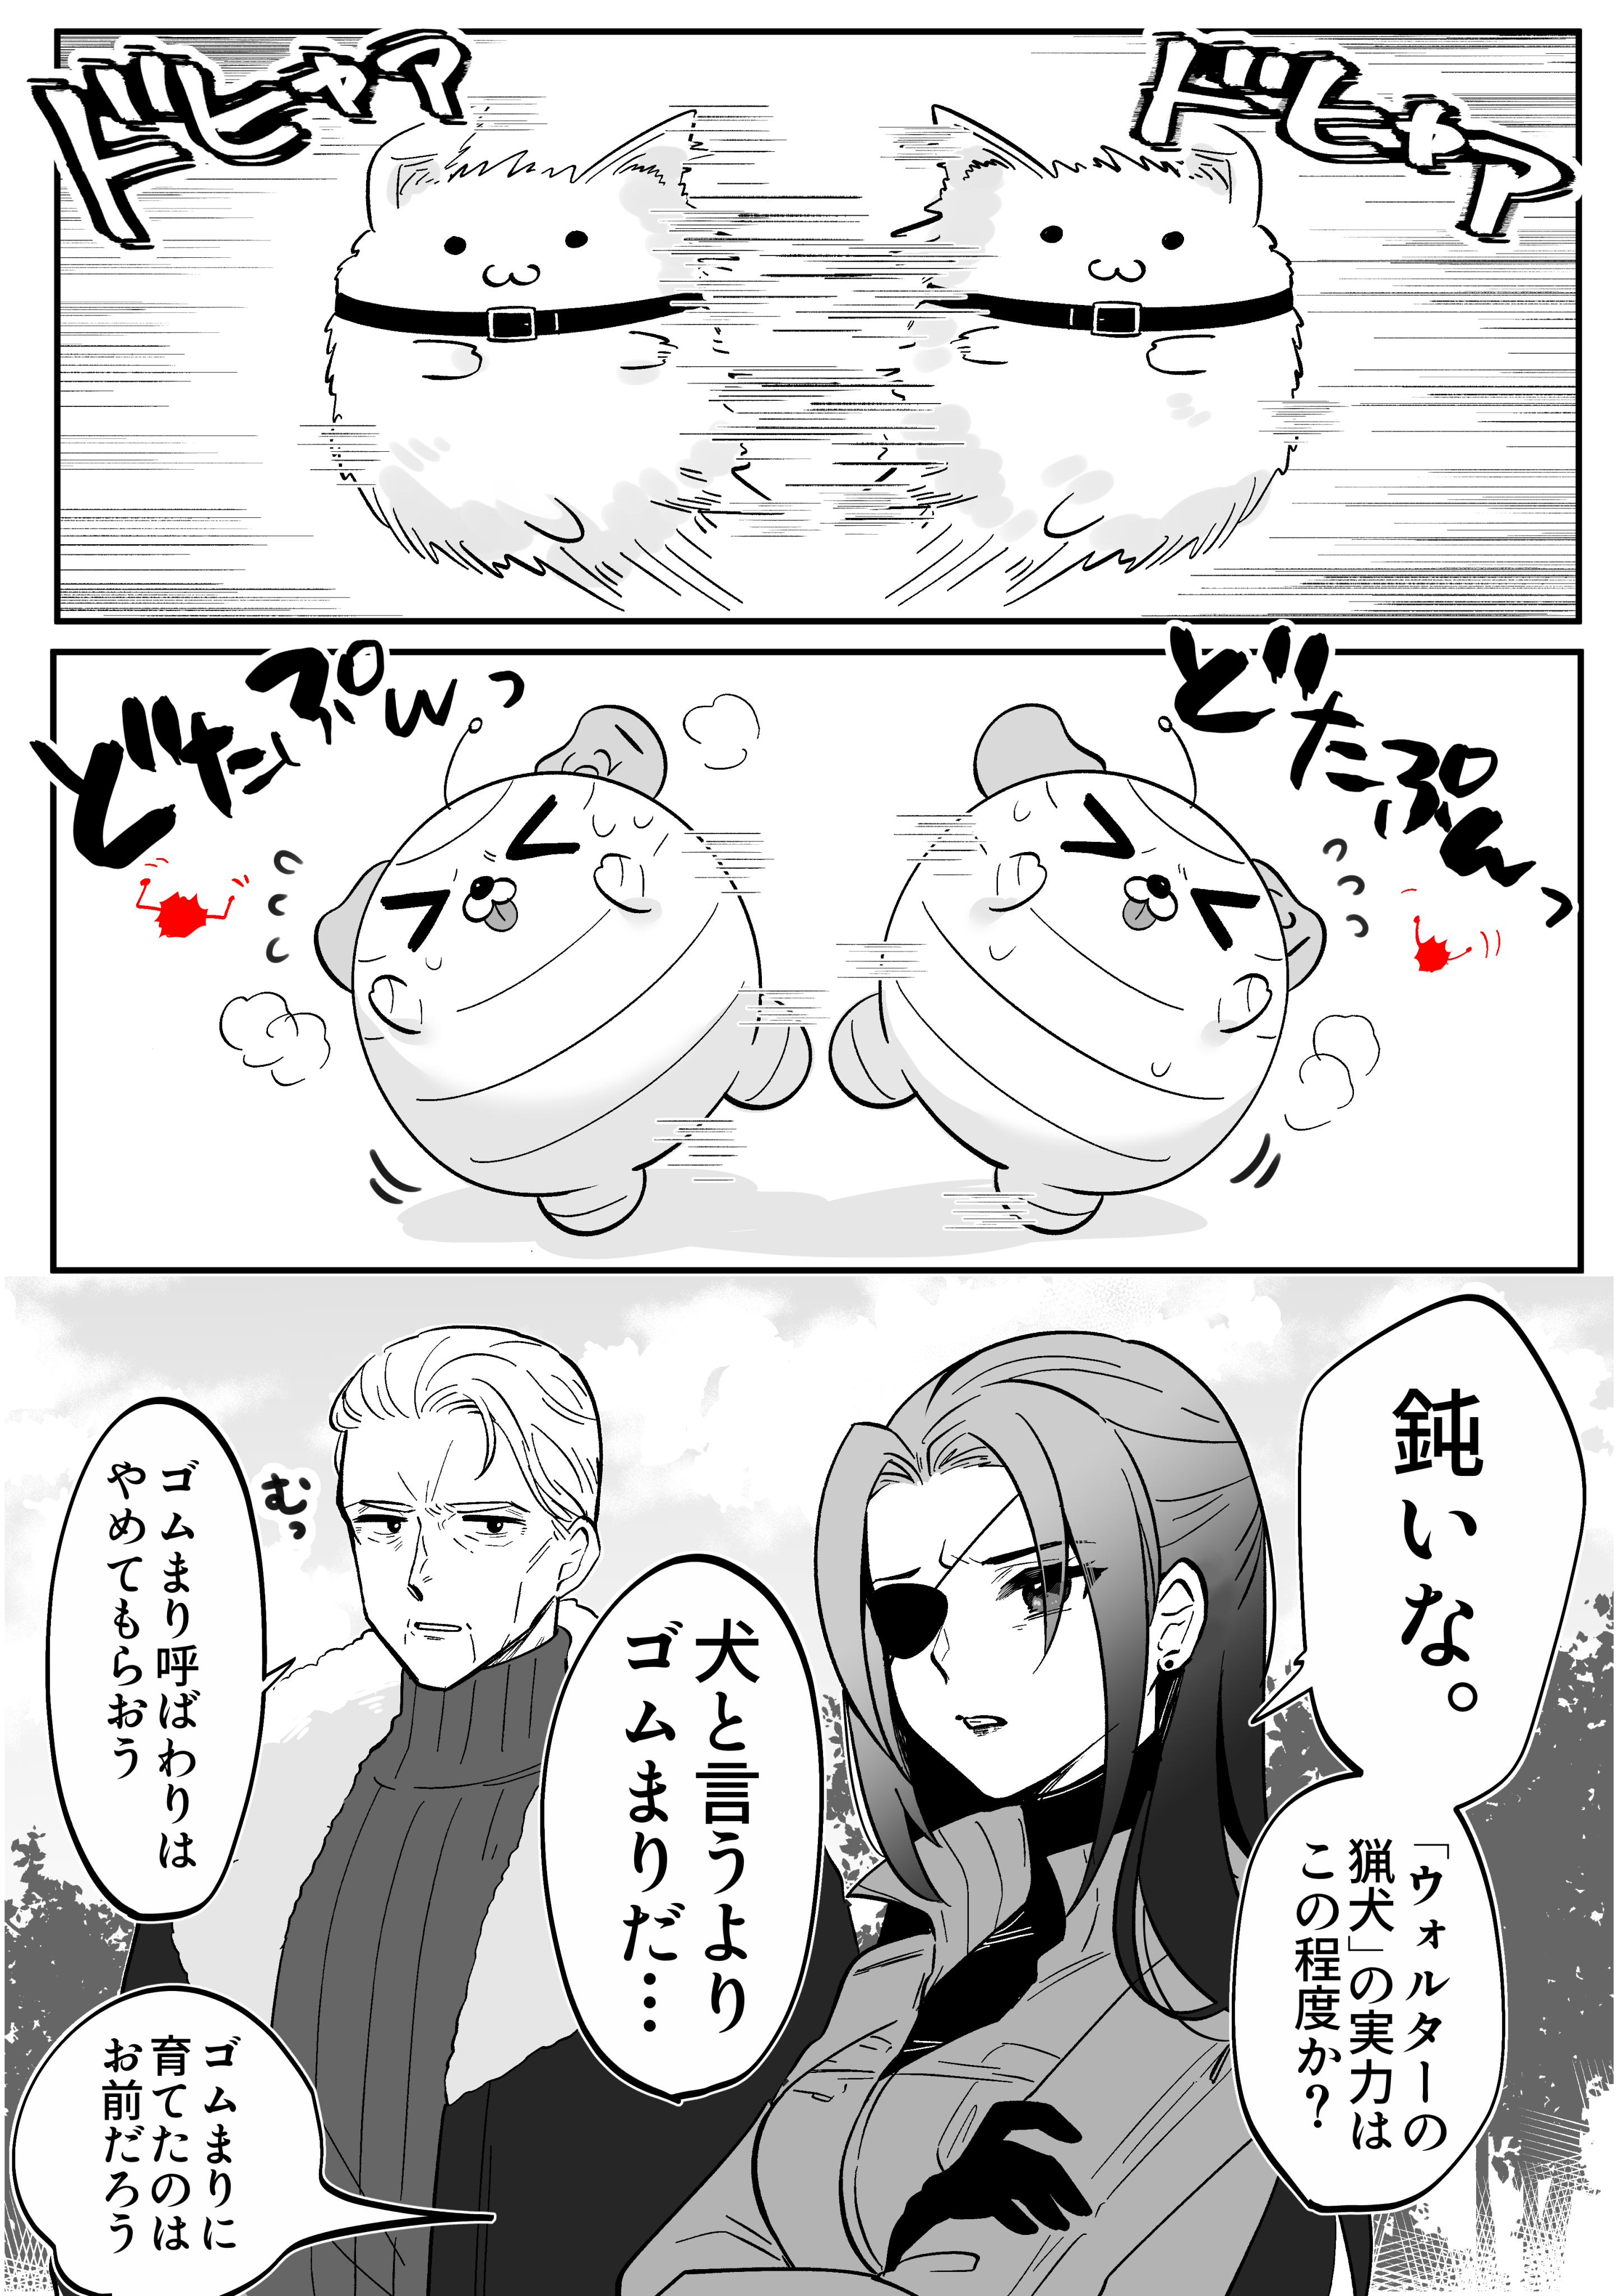 ドヒャァ
ドヒャァ
どたぷんっ
どたぷんっ
鈍いな。
「ウォルターの
猟犬」の実力は
この程度か?
犬と言うより
ゴムまりだ…
むっ
ゴムまり呼ばわりは
やめてもらおう
ゴムまりに
育てたのは
お前だろう